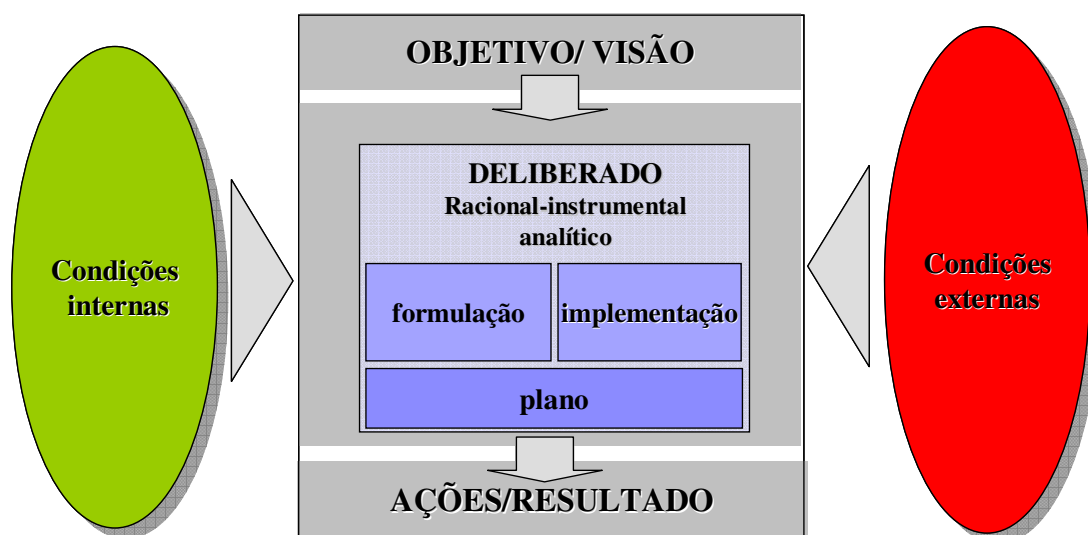 OBJETIVO/ VISÃO
DELIBERADO
Racional-instrumental
analítico
Condições
internas
formulação
implementação
Condições
externas
plano
AÇÕES/RESULTADO